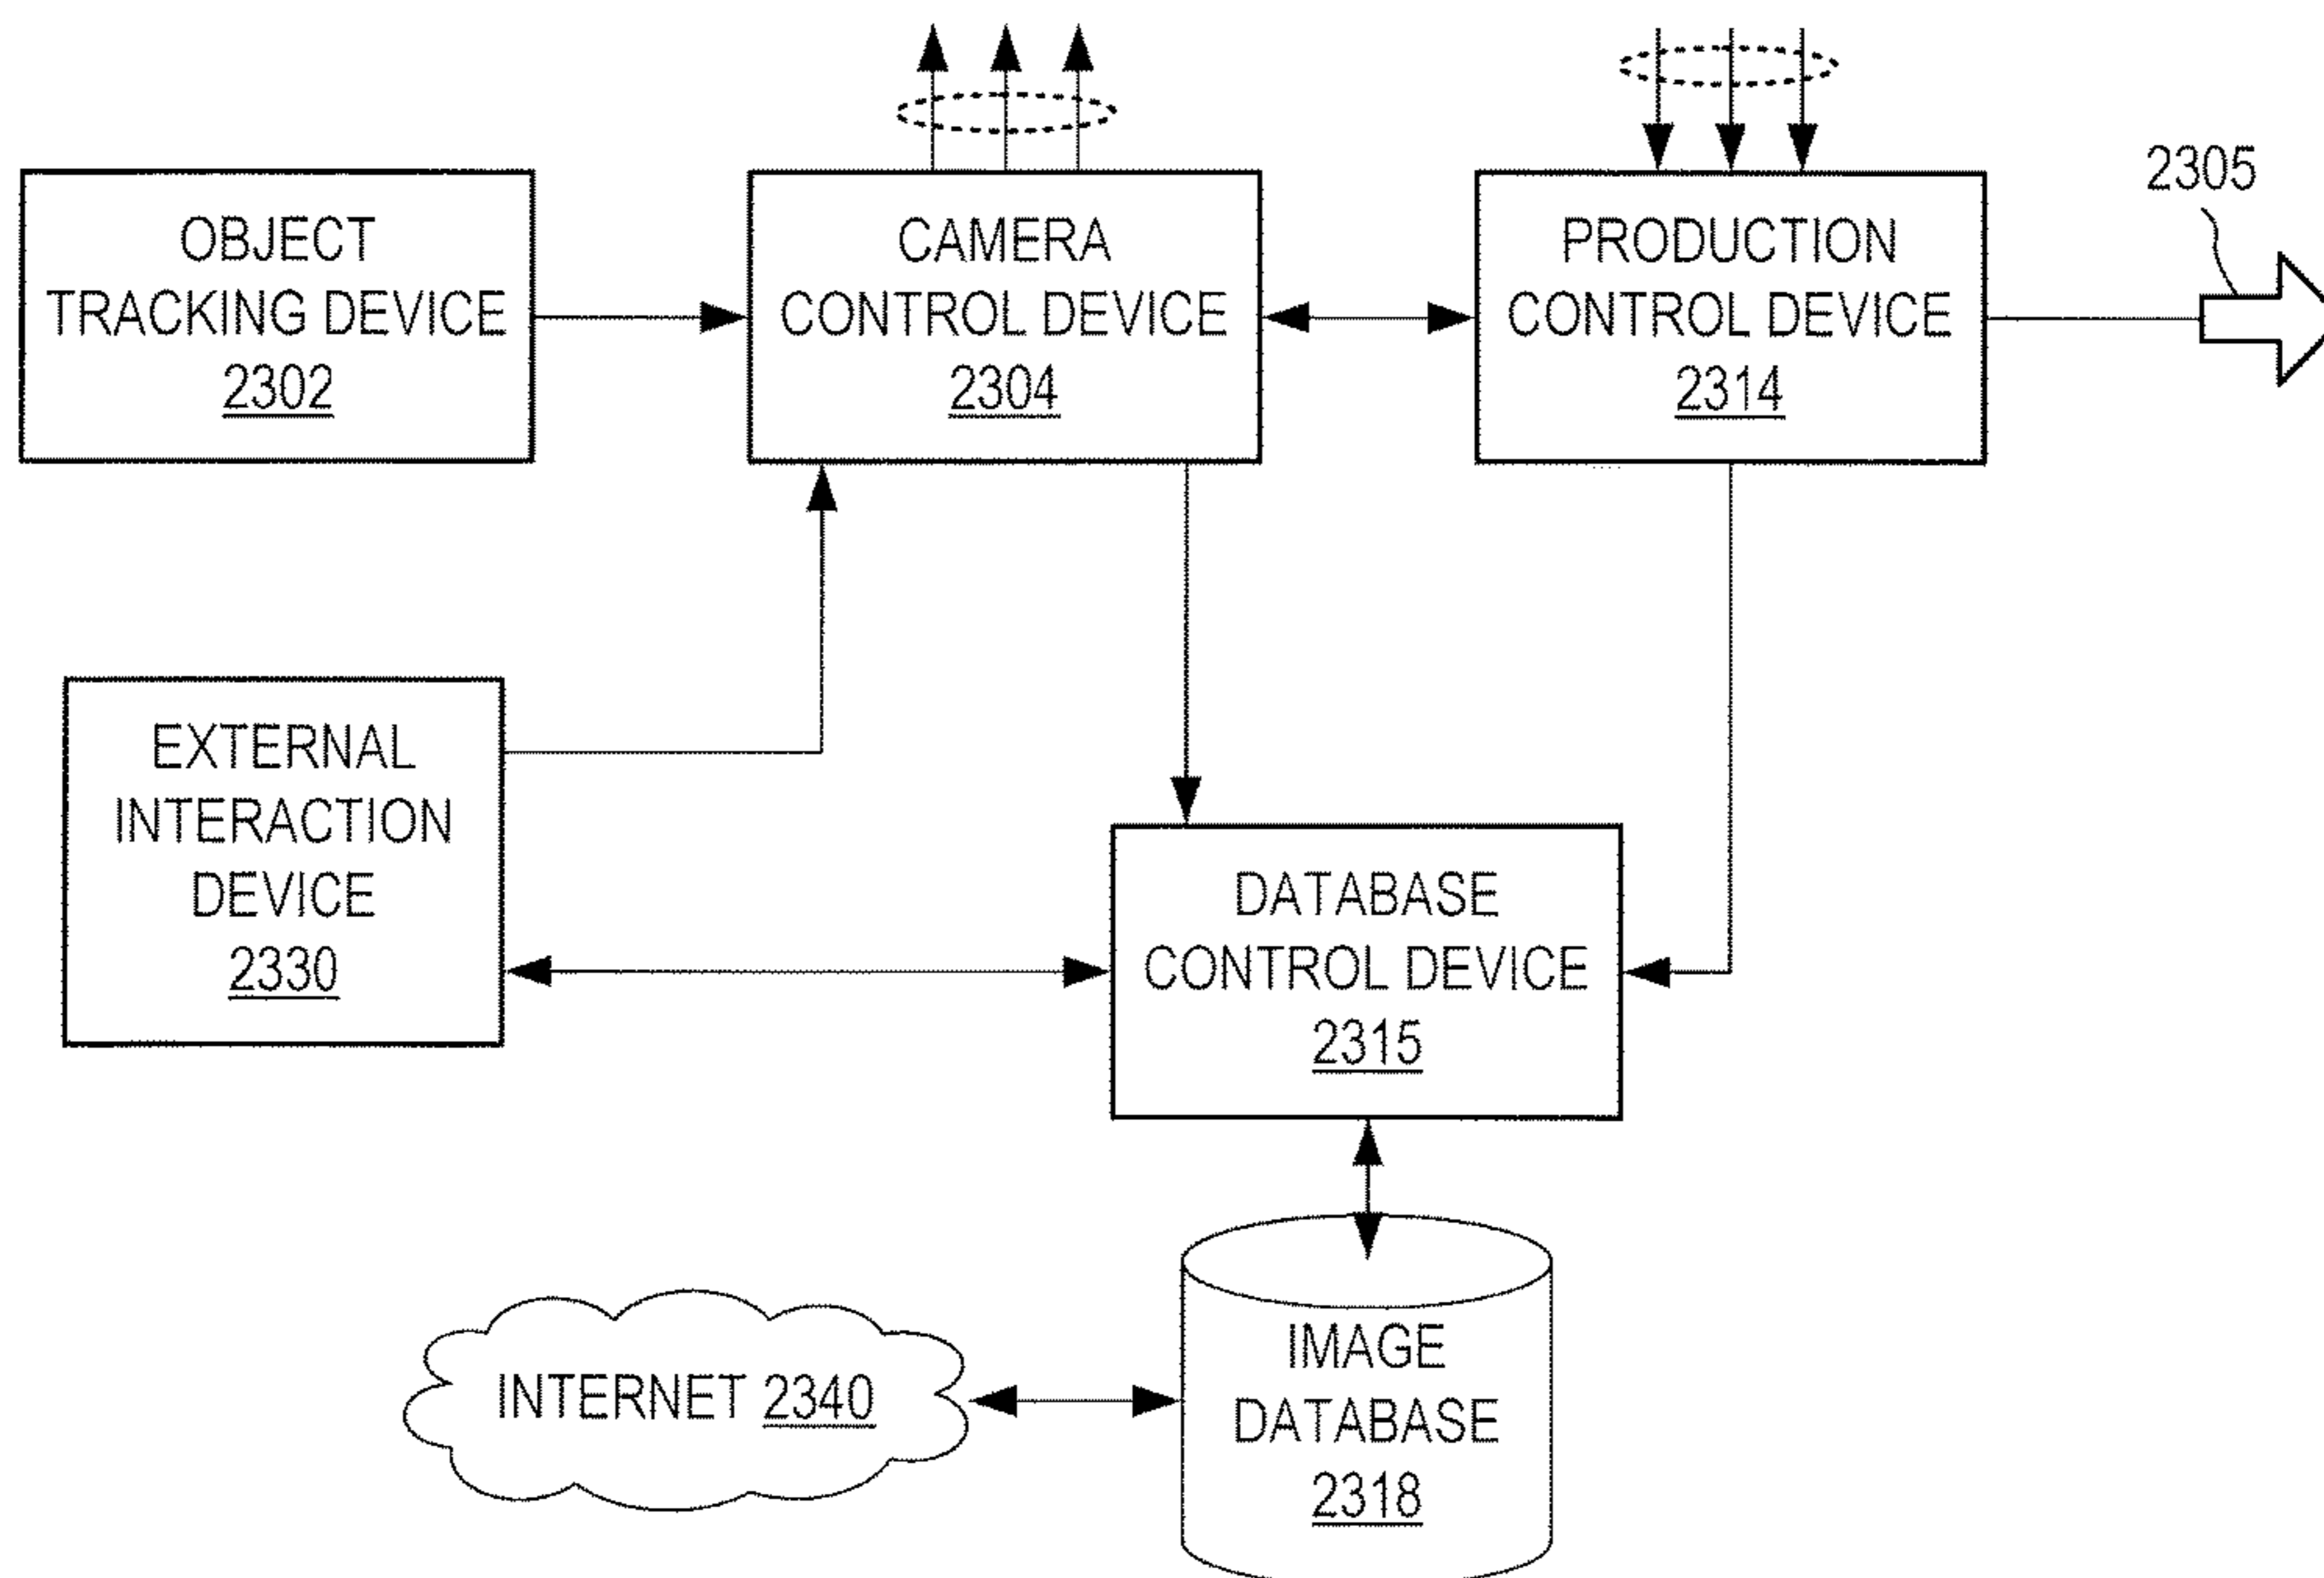 2305
OBJECT
TRACKING DEVICE
2302
CAMERA
CONTROL DEVICE
2304
PRODUCTION
CONTROL DEVICE
2314
EXTERNAL
INTERACTION
DEVICE
2330
DATABASE
CONTROL DEVICE
2315
INTERNET 2340
IMAGE
DATABASE
2318